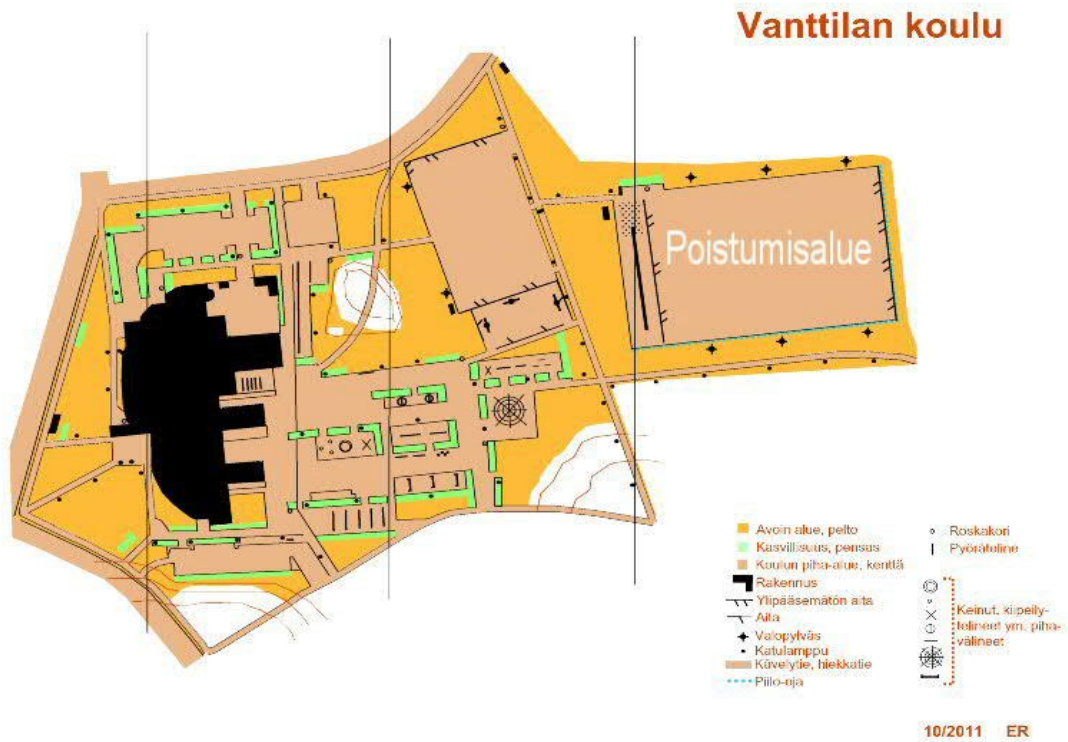 Vanttilan koulu
Poistumisalue
Avoin alue, pelto
Kasvillisuus, pensas
Koulun piha-alue, kenttä
Rakennus
Ylipääsemätön aita
Aita
Valopylväs
Katulamppu
Kävelytie, hiekkatie
Piilo-oja
Roskakori
Pyöräteline
Keinut, kiipeily-
telineet ym. piha-
välineet
10/2011 ER